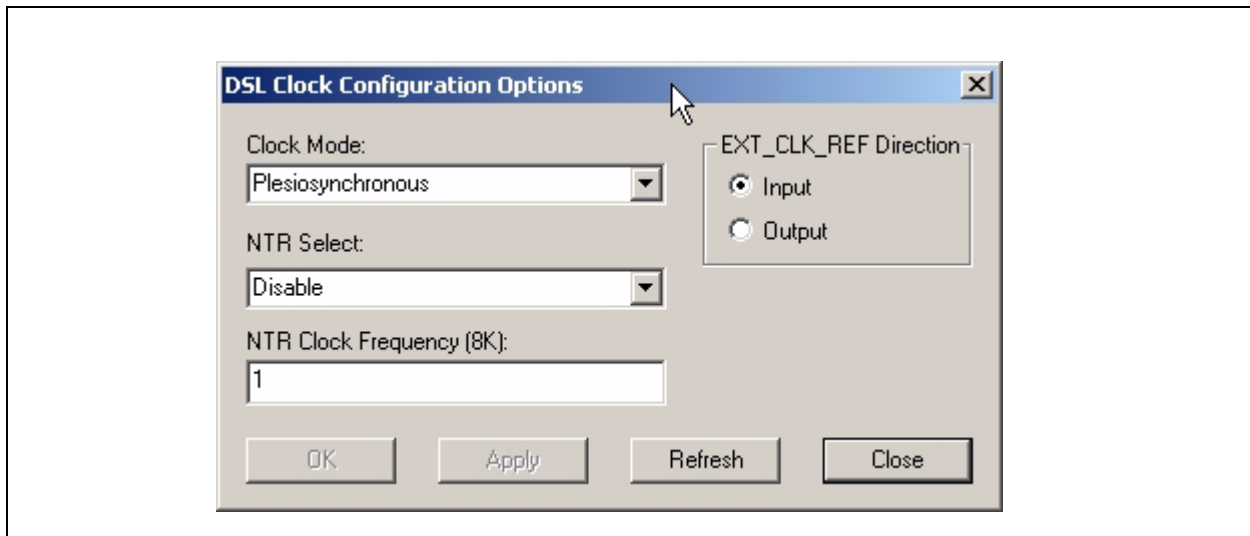 DSL Clock Configuration Options
Clock Mode:
Plesiosynchronous
NTR Select:
Disable
NTR Clock Frequency (8K):
1
EXT_CLK_REF Direction
Input
Output
OK Apply Refresh Close